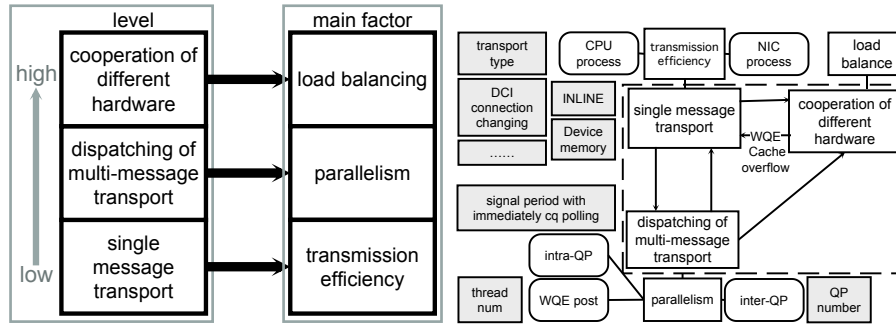 level
main factor
high
low
cooperation of
different
hardware
load balancing
dispatching of
multi-message
transport
parallelism
single
message
transport
transmission
efficiency
transport
type
CPU
process
transmission
efficiency
NIC
process
load
balance
DCI
connection
changing
INLINE
Device
memory
......
single message
transport
cooperation of
different
hardware
WQE
Cache
overflow
signal period with
immediately cq polling
dispatching of
multi-message
transport
intra-QP
thread
num
WQE post
parallelism
inter-QP
QP
number